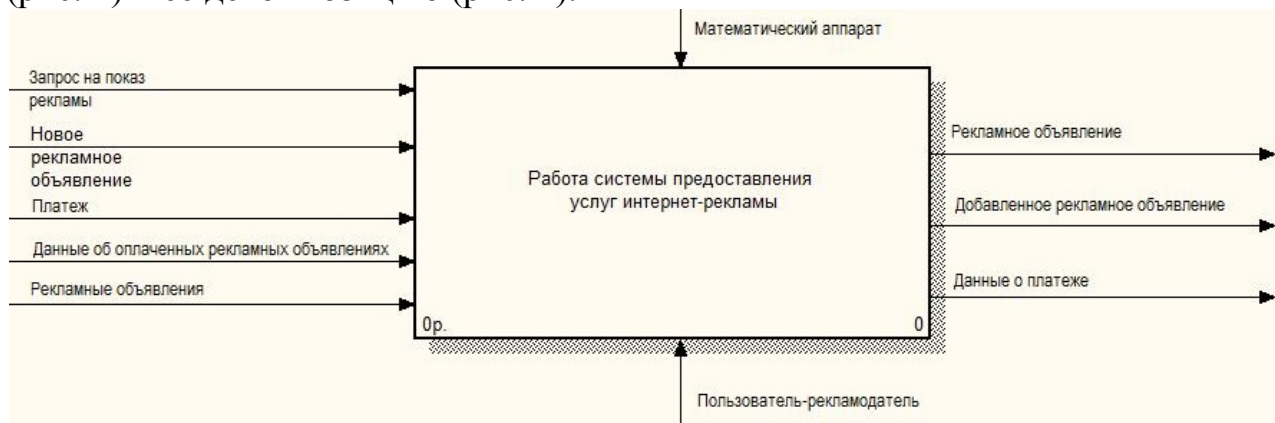 Математический аппарат
Запрос на показ
рекламы
Новое
рекламное
объявление
Платеж
Данные об оплаченных рекламных объявлениях
Рекламные объявления
Работа системы предоставления
услуг интернет-рекламы
0р.
0
Рекламное объявление
Добавленное рекламное объявление
Данные о платеже
Пользователь-рекламодатель